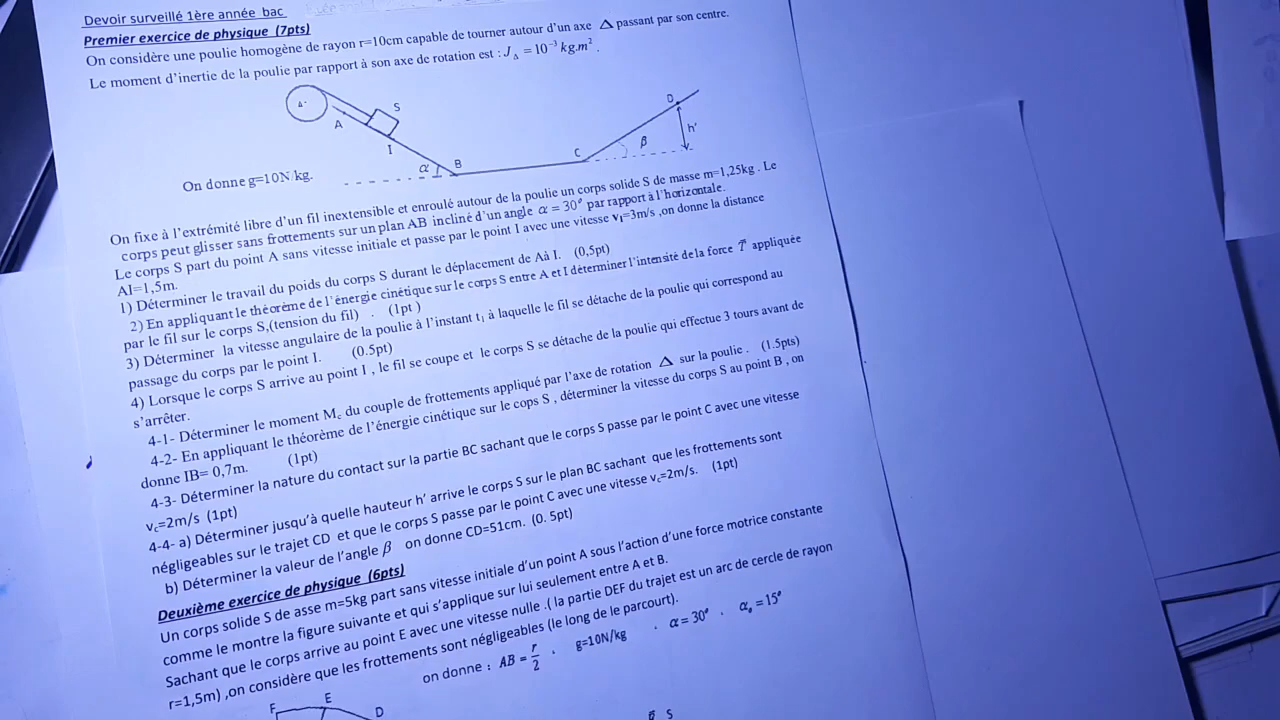 Devoir surveillé 1ère année bac
Premier exercice de physique (7pts)
On considère une poulie homogène de rayon r=10cm capable de tourner autour d'un axe Δ passant par son centre.
Le moment d'inertie de la poulie par rapport à son axe de rotation est : J_Δ = 10⁻³ kg.m² .
Δ
S
A
I
α
B
C
β
D
h'
On donne g=10N/kg.
On fixe à l'extrémité libre d'un fil inextensible et enroulé autour de la poulie un corps solide S de masse m=1,25kg . Le
corps peut glisser sans frottements sur un plan AB incliné d'un angle α = 30° par rapport à l'horizontale.
Le corps S part du point A sans vitesse initiale et passe par le point I avec une vitesse v_I=3m/s ,on donne la distance
AI=1,5m.
1) Déterminer le travail du poids du corps S durant le déplacement de Aà I. (0,5pt)
2) En appliquant le théorème de l'énergie cinétique sur le corps S entre A et I déterminer l'intensité de la force T⃗ appliquée
par le fil sur le corps S,(tension du fil) . (1pt )
3) Déterminer la vitesse angulaire de la poulie à l'instant t₁ à laquelle le fil se détache de la poulie qui correspond au
passage du corps par le point I. (0.5pt)
4) Lorsque le corps S arrive au point I , le fil se coupe et le corps S se détache de la poulie qui effectue 3 tours avant de
s'arrêter.
4-1- Déterminer le moment M_c du couple de frottements appliqué par l'axe de rotation Δ sur la poulie . (1.5pts)
4-2- En appliquant le théorème de l'énergie cinétique sur le cops S , déterminer la vitesse du corps S au point B , on
donne IB= 0,7m. (1pt)
4-3- Déterminer la nature du contact sur la partie BC sachant que le corps S passe par le point C avec une vitesse
v_c=2m/s (1pt)
4-4- a) Déterminer jusqu'à quelle hauteur h' arrive le corps S sur le plan BC sachant que les frottements sont
négligeables sur le trajet CD et que le corps S passe par le point C avec une vitesse v_c=2m/s. (1pt)
b) Déterminer la valeur de l'angle β on donne CD=51cm. (0. 5pt)
Deuxième exercice de physique (6pts)
Un corps solide S de asse m=5kg part sans vitesse initiale d'un point A sous l'action d'une force motrice constante
comme le montre la figure suivante et qui s'applique sur lui seulement entre A et B.
Sachant que le corps arrive au point E avec une vitesse nulle .( la partie DEF du trajet est un arc de cercle de rayon
r=1,5m) ,on considère que les frottements sont négligeables (le long de le parcourt).
on donne : AB = r/2 . g=10N/kg . α = 30° . α₀ = 15°
F
E
D
S